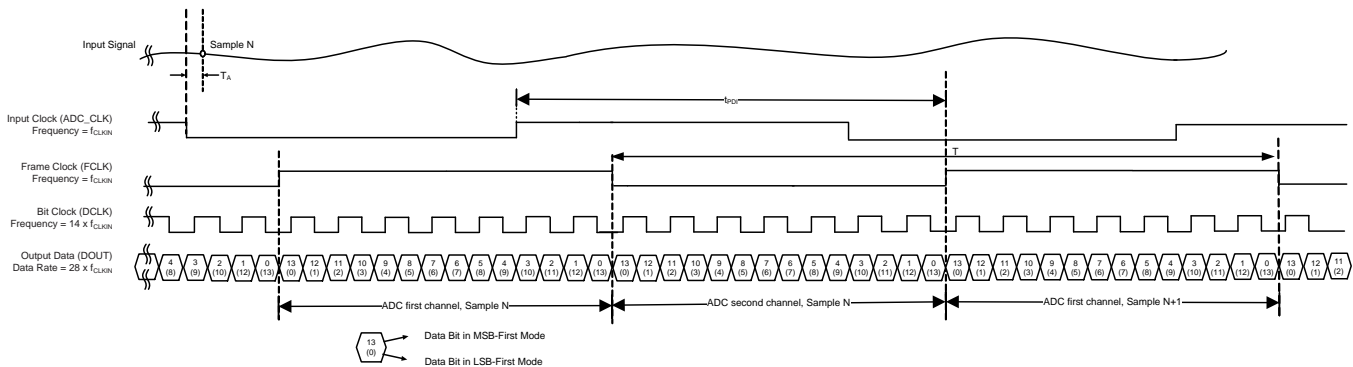 Input Signal
Sample N
T_A
t_PDI
Input Clock (ADC_CLK)
Frequency = f_CLKIN
T
Frame Clock (FCLK)
Frequency = f_CLKIN
Bit Clock (DCLK)
Frequency = 14 x f_CLKIN
Output Data (DOUT)
Data Rate = 28 x f_CLKIN
4 3 2 1 0 13 12 11 10 9 8 7 6 5 4 3 2 1 0 13 12 11 10 9 8 7 6 5 4 3 2 1 0 13 12 11 10 9 8 7 6 5 4 3 2 1 0 13 12 11
(8) (9) (10) (12) (13) (0) (1) (2) (3) (4) (5) (6) (7) (8) (9) (10) (11) (12) (13) (0) (1) (2) (3) (4) (5) (6) (7) (8) (9) (10) (11) (12) (13) (0) (1) (2) (3) (4) (5) (6) (7) (8) (9) (10) (11) (12) (13) (0) (1) (2)
ADC first channel, Sample N
ADC second channel, Sample N
ADC first channel, Sample N+1
13
(0)
Data Bit in MSB-First Mode
Data Bit in LSB-First Mode